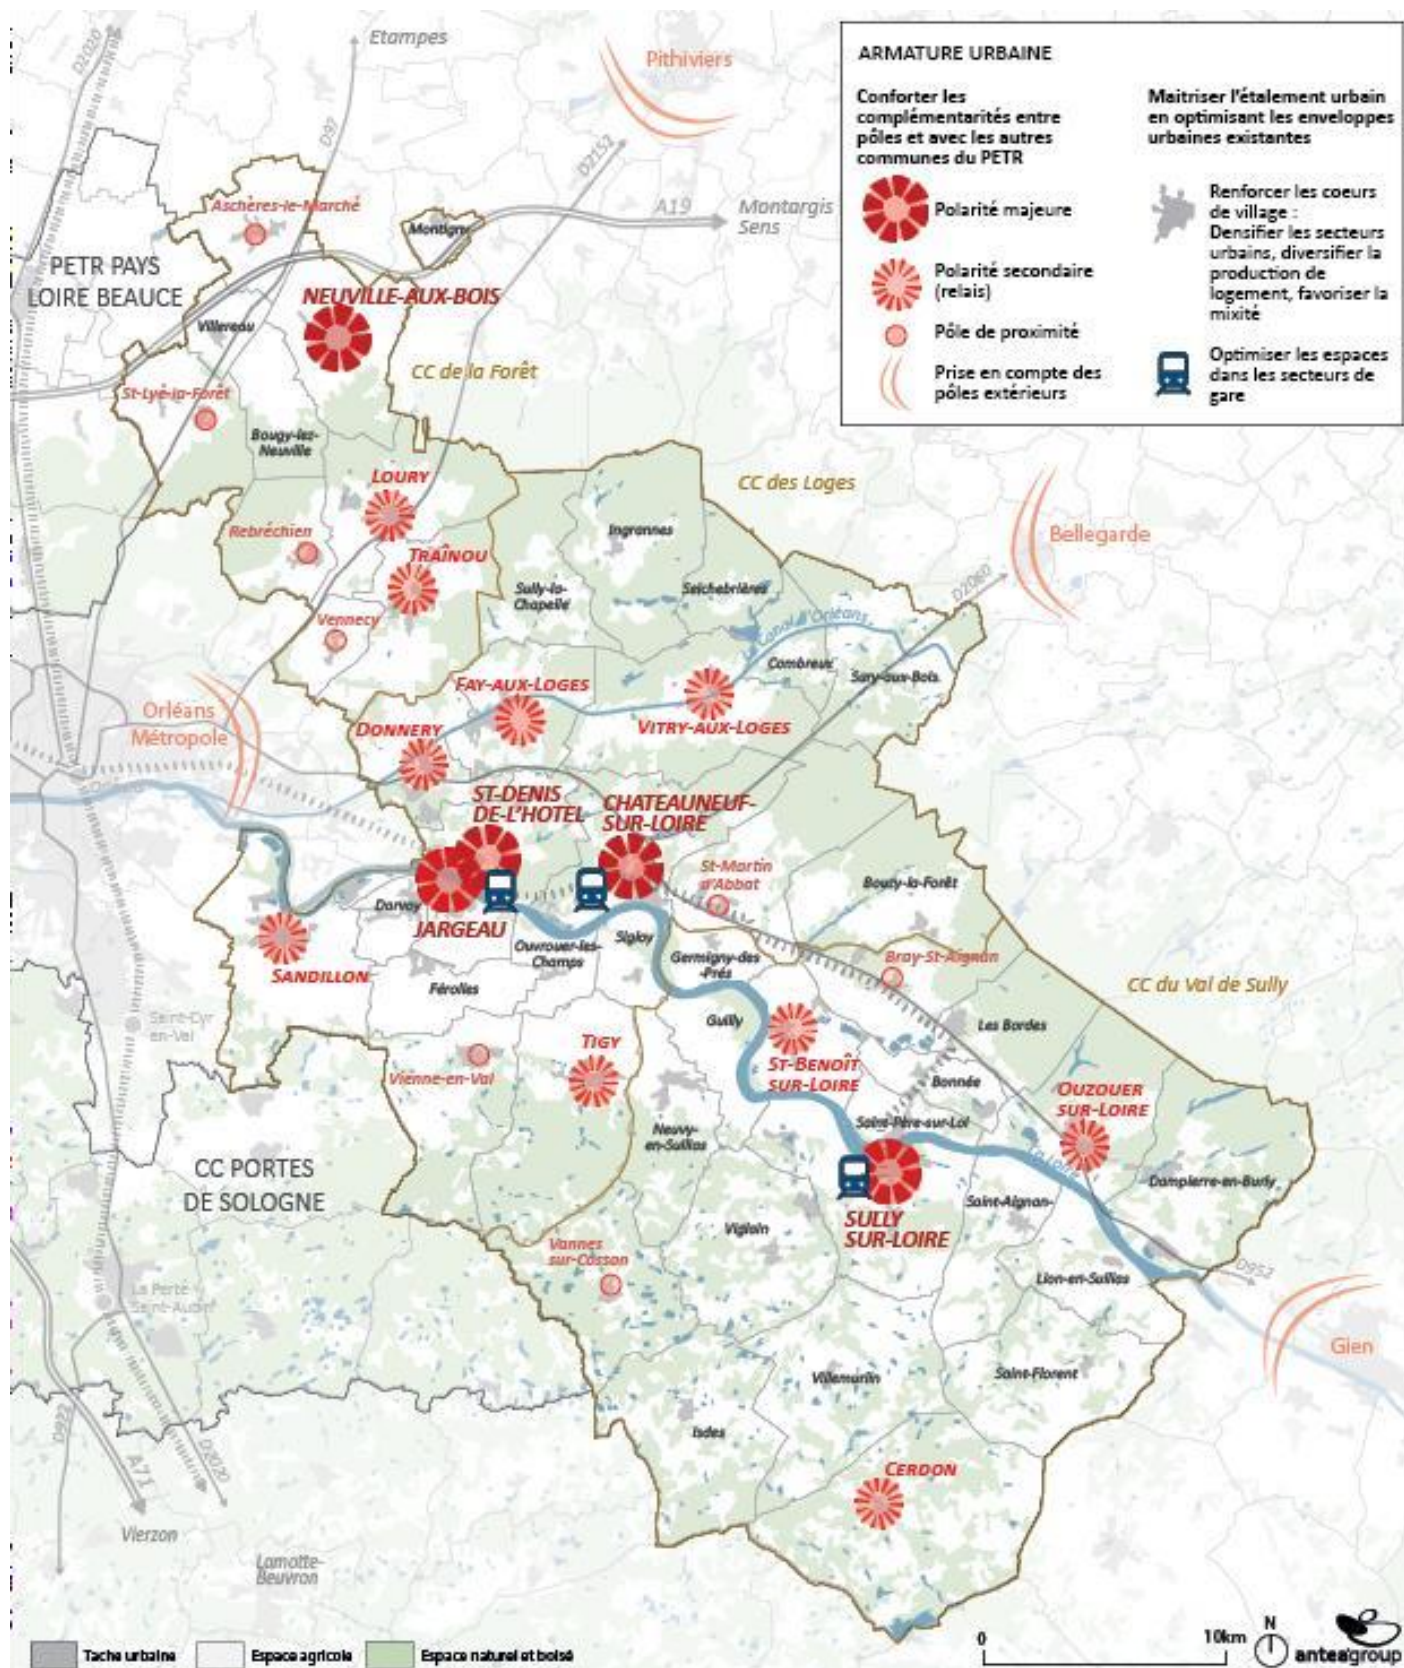 Etampes
Pithiviers
D2020
D97
D2152
A19
Montargis
Sens
ARMATURE URBAINE
Conforter les
complémentarités entre
pôles et avec les autres
communes du PETR
Polarité majeure
Polarité secondaire
(relais)
Pôle de proximité
Prise en compte des
pôles extérieurs
Maitriser l'étalement urbain
en optimisant les enveloppes
urbaines existantes
Renforcer les coeurs
de village :
Densifier les secteurs
urbains, diversifier la
production de
logement, favoriser la
mixité
Optimiser les espaces
dans les secteurs de
gare
Aschères-le-Marché
Montigny
PETR PAYS
LOIRE BEAUCE
NEUVILLE-AUX-BOIS
Villereau
CC de la Forêt
St-Lyé-la-Forêt
Bougy-lez-
Neuville
LOURY
CC des Loges
Rebréchien
Ingrannes
Bellegarde
TRAÎNOU
Sully-la-
Chapelle
Seichebrières
D2060
Vennecy
Canal d'Orléans
Combreux
Sury-aux-Bois
FAY-AUX-LOGES
Orléans
Métropole
DONNERY
VITRY-AUX-LOGES
Orléans
ST-DENIS
DE-L'HOTEL
CHATEAUNEUF-
SUR-LOIRE
St-Martin
d'Abbat
Bouzy-la-Forêt
Darvoy
JARGEAU
Sigloy
Ouvrouer-les-
Champs
Germigny-des
-Prés
Bray-St-Aignan
SANDILLON
Férolles
CC du Val de Sully
Saint-Cyr
en-Val
Guilly
Les Bordes
TIGY
ST-BENOÎT
SUR-LOIRE
Vienne-en-Val
Bonnée
OUZOUER
SUR-LOIRE
Neuvy-
en-Sullias
Saint-Père-sur-Loi
La Loire
CC PORTES
DE SOLOGNE
Dampierre-en-Burly
Saint-Aignan-
SULLY
SUR-LOIRE
Viglain
Vannes
sur-Cosson
Lion-en-Sullias
D952
La Ferté
Saint-Aubin
Gien
Villemurlin
Saint-Florent
Isdes
D922
A71
D2020
CERDON
Vierzon
Lamotte-
Beuvron
Tache urbaine
Espace agricole
Espace naturel et boisé
0
10km
N
anteagroup